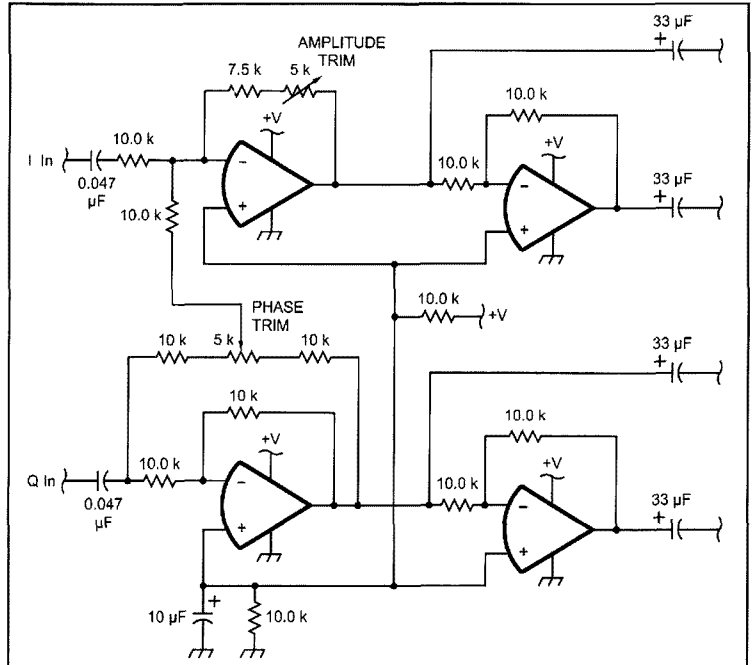 33 µF
+
AMPLITUDE
TRIM
7.5 k
5 k
+V
10.0 k
10.0 k
I In
0.047
µF
-
+
10.0 k
10.0 k
+V
-
+
33 µF
+
PHASE
TRIM
10.0 k
+V
10 k
5 k
10 k
33 µF
+
10 k
+V
10.0 k
Q In
10.0 k
0.047
µF
-
+
10.0 k
+V
-
+
33 µF
+
10 µF
+
10.0 k